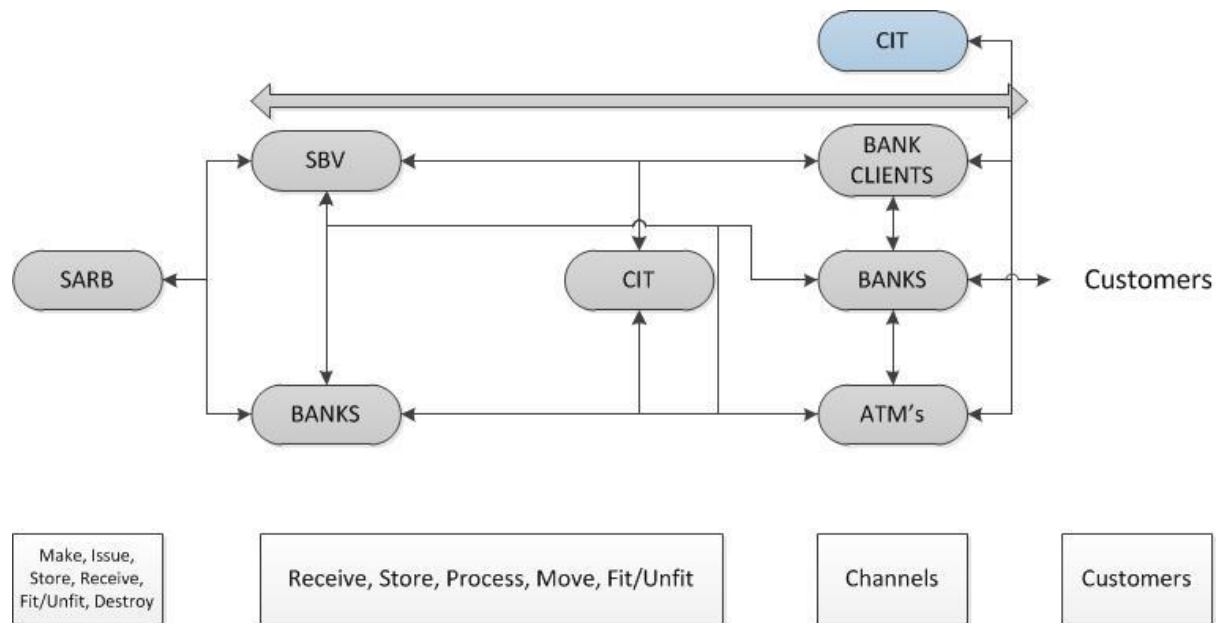 CIT
SBV
BANK
CLIENTS
SARB
CIT
BANKS
Customers
BANKS
ATM's
Make, Issue,
Store, Receive,
Fit/Unfit, Destroy
Receive, Store, Process, Move, Fit/Unfit
Channels
Customers